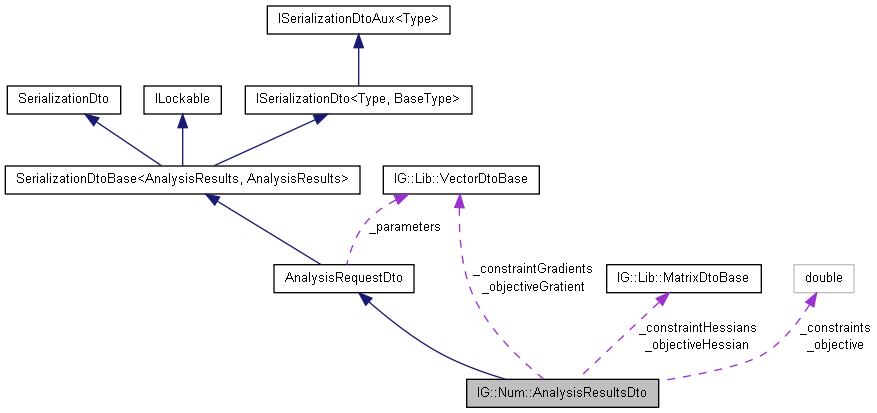 ISerializationDtoAux<Type>
SerializationDto
ILockable
ISerializationDto<Type, BaseType>
SerializationDtoBase<AnalysisResults, AnalysisResults>
IG::Lib::VectorDtoBase
_parameters
AnalysisRequestDto
_constraintGradients
_objectiveGratient
IG::Lib::MatrixDtoBase
double
_constraintHessians
_objectiveHessian
_constraints
_objective
IG::Num::AnalysisResultsDto